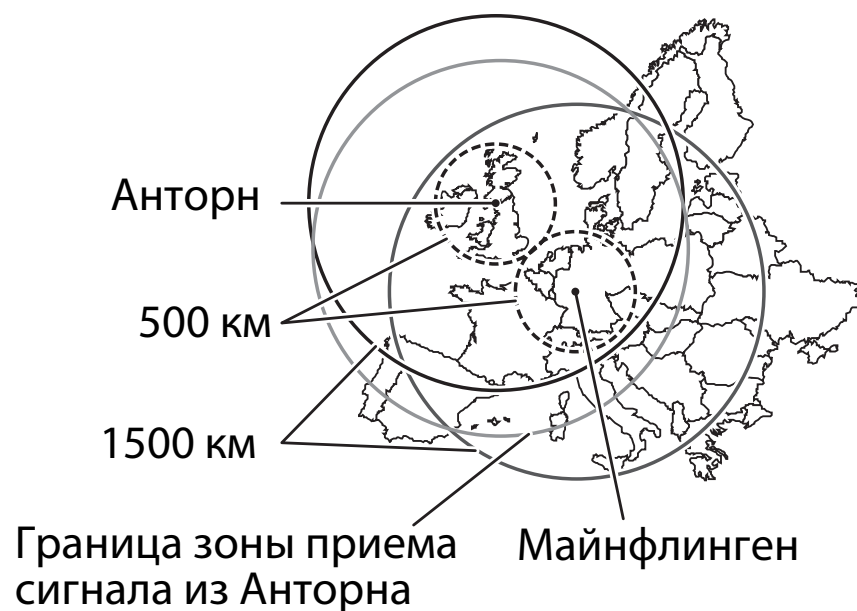 Анторн
500 км
1500 км
Граница зоны приема
сигнала из Анторна
Майнфлинген